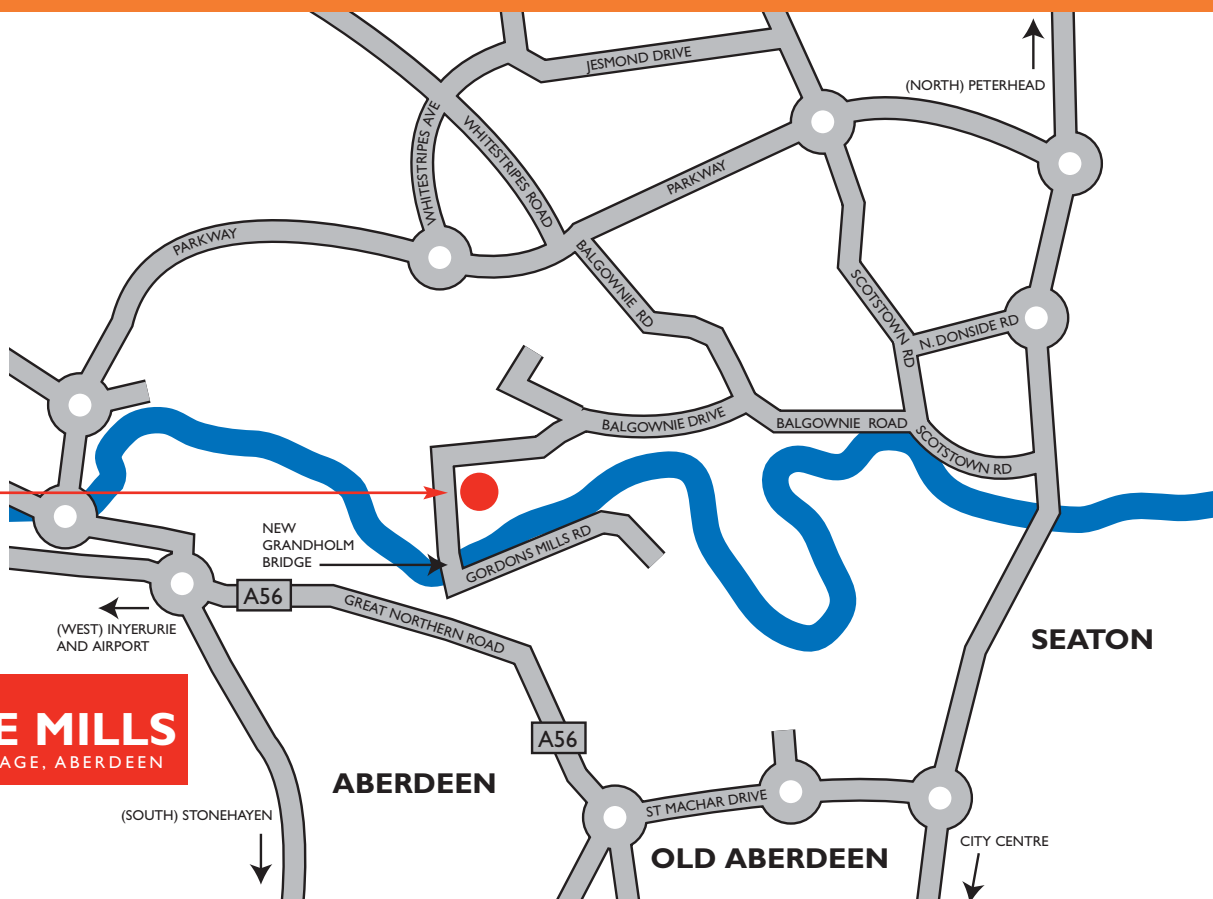 JESMOND DRIVE
(NORTH) PETERHEAD
WHITESTRIPES AVE
WHITESTRIPES ROAD
PARKWAY
PARKWAY
BALGOWNIE RD
SCOTSTOWN RD
N. DONSIDE RD
BALGOWNIE DRIVE
BALGOWNIE ROAD
SCOTSTOWN RD
NEW
GRANDHOLM
BRIDGE
GORDONS MILLS RD
A56
GREAT NORTHERN ROAD
(WEST) INYERURIE
AND AIRPORT
SEATON
E MILLS
AGE, ABERDEEN
A56
ABERDEEN
(SOUTH) STONEHAYEN
ST MACHAR DRIVE
OLD ABERDEEN
CITY CENTRE